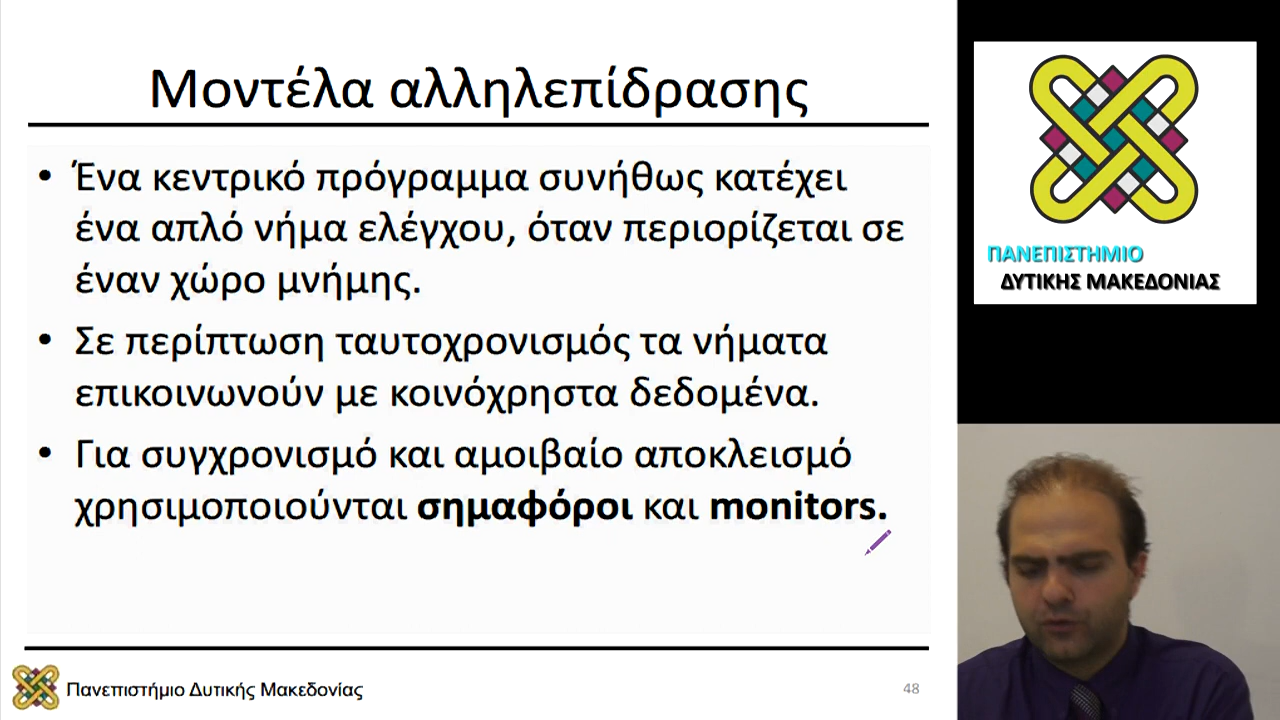 Μοντέλα αλληλεπίδρασης
• Ένα κεντρικό πρόγραμμα συνήθως κατέχει
ένα απλό νήμα ελέγχου, όταν περιορίζεται σε
έναν χώρο μνήμης.
• Σε περίπτωση ταυτοχρονισμός τα νήματα
επικοινωνούν με κοινόχρηστα δεδομένα.
• Για συγχρονισμό και αμοιβαίο αποκλεισμό
χρησιμοποιούνται σημαφόροι και monitors.
Πανεπιστήμιο Δυτικής Μακεδονίας
48
ΠΑΝΕΠΙΣΤΗΜΙΟ
ΔΥΤΙΚΗΣ ΜΑΚΕΔΟΝΙΑΣ